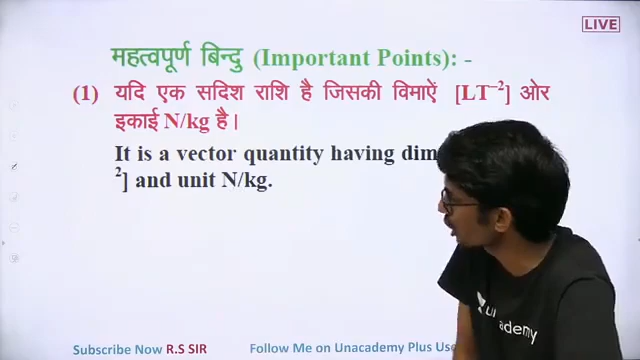 LIVE
महत्वपूर्ण बिन्दु (Important Points): -
(1) यदि एक सदिश राशि है जिसकी विमाऐं [LT⁻²] ओर
इकाई N/kg है।
It is a vector quantity having
²] and unit N/kg.
academy
Subscribe Now R.S SIR Follow Me on Unacademy Plus